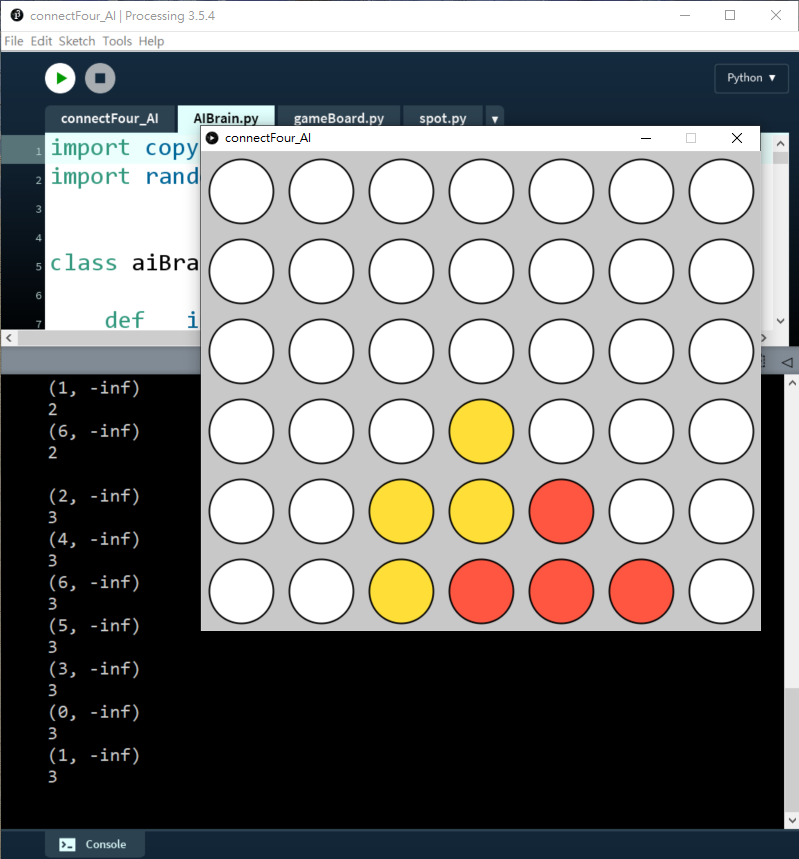 connectFour_AI | Processing 3.5.4
File Edit Sketch Tools Help
Python ▼
connectFour_AI AIBrain.py gameBoard.py spot.py ▼
connectFour_AI
1 import copy
2 import
3
4
5 class
6
7 def
(1, -inf)
2
(6, -inf)
2
(2, -inf)
3
(4, -inf)
3
(6, -inf)
3
(5, -inf)
3
(3, -inf)
3
(0, -inf)
3
(1, -inf)
3
Console